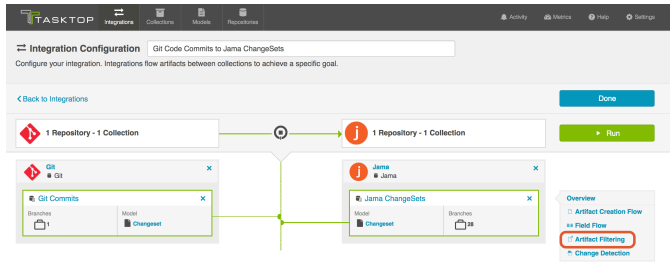 TASKTOP
Integrations
Collections
Models
Repositories
Activity
Metrics
Help
Settings
Integration Configuration
Git Code Commits to Jama ChangeSets
Configure your integration. Integrations flow artifacts between collections to achieve a specific goal.
Back to Integrations
Done
1 Repository - 1 Collection
1 Repository - 1 Collection
Run
Git
Git
Jama
Jama
Git Commits
Branches
1
Model
Changeset
Jama ChangeSets
Model
Changeset
Branches
28
Overview
Artifact Creation Flow
Field Flow
Artifact Filtering
Change Detection